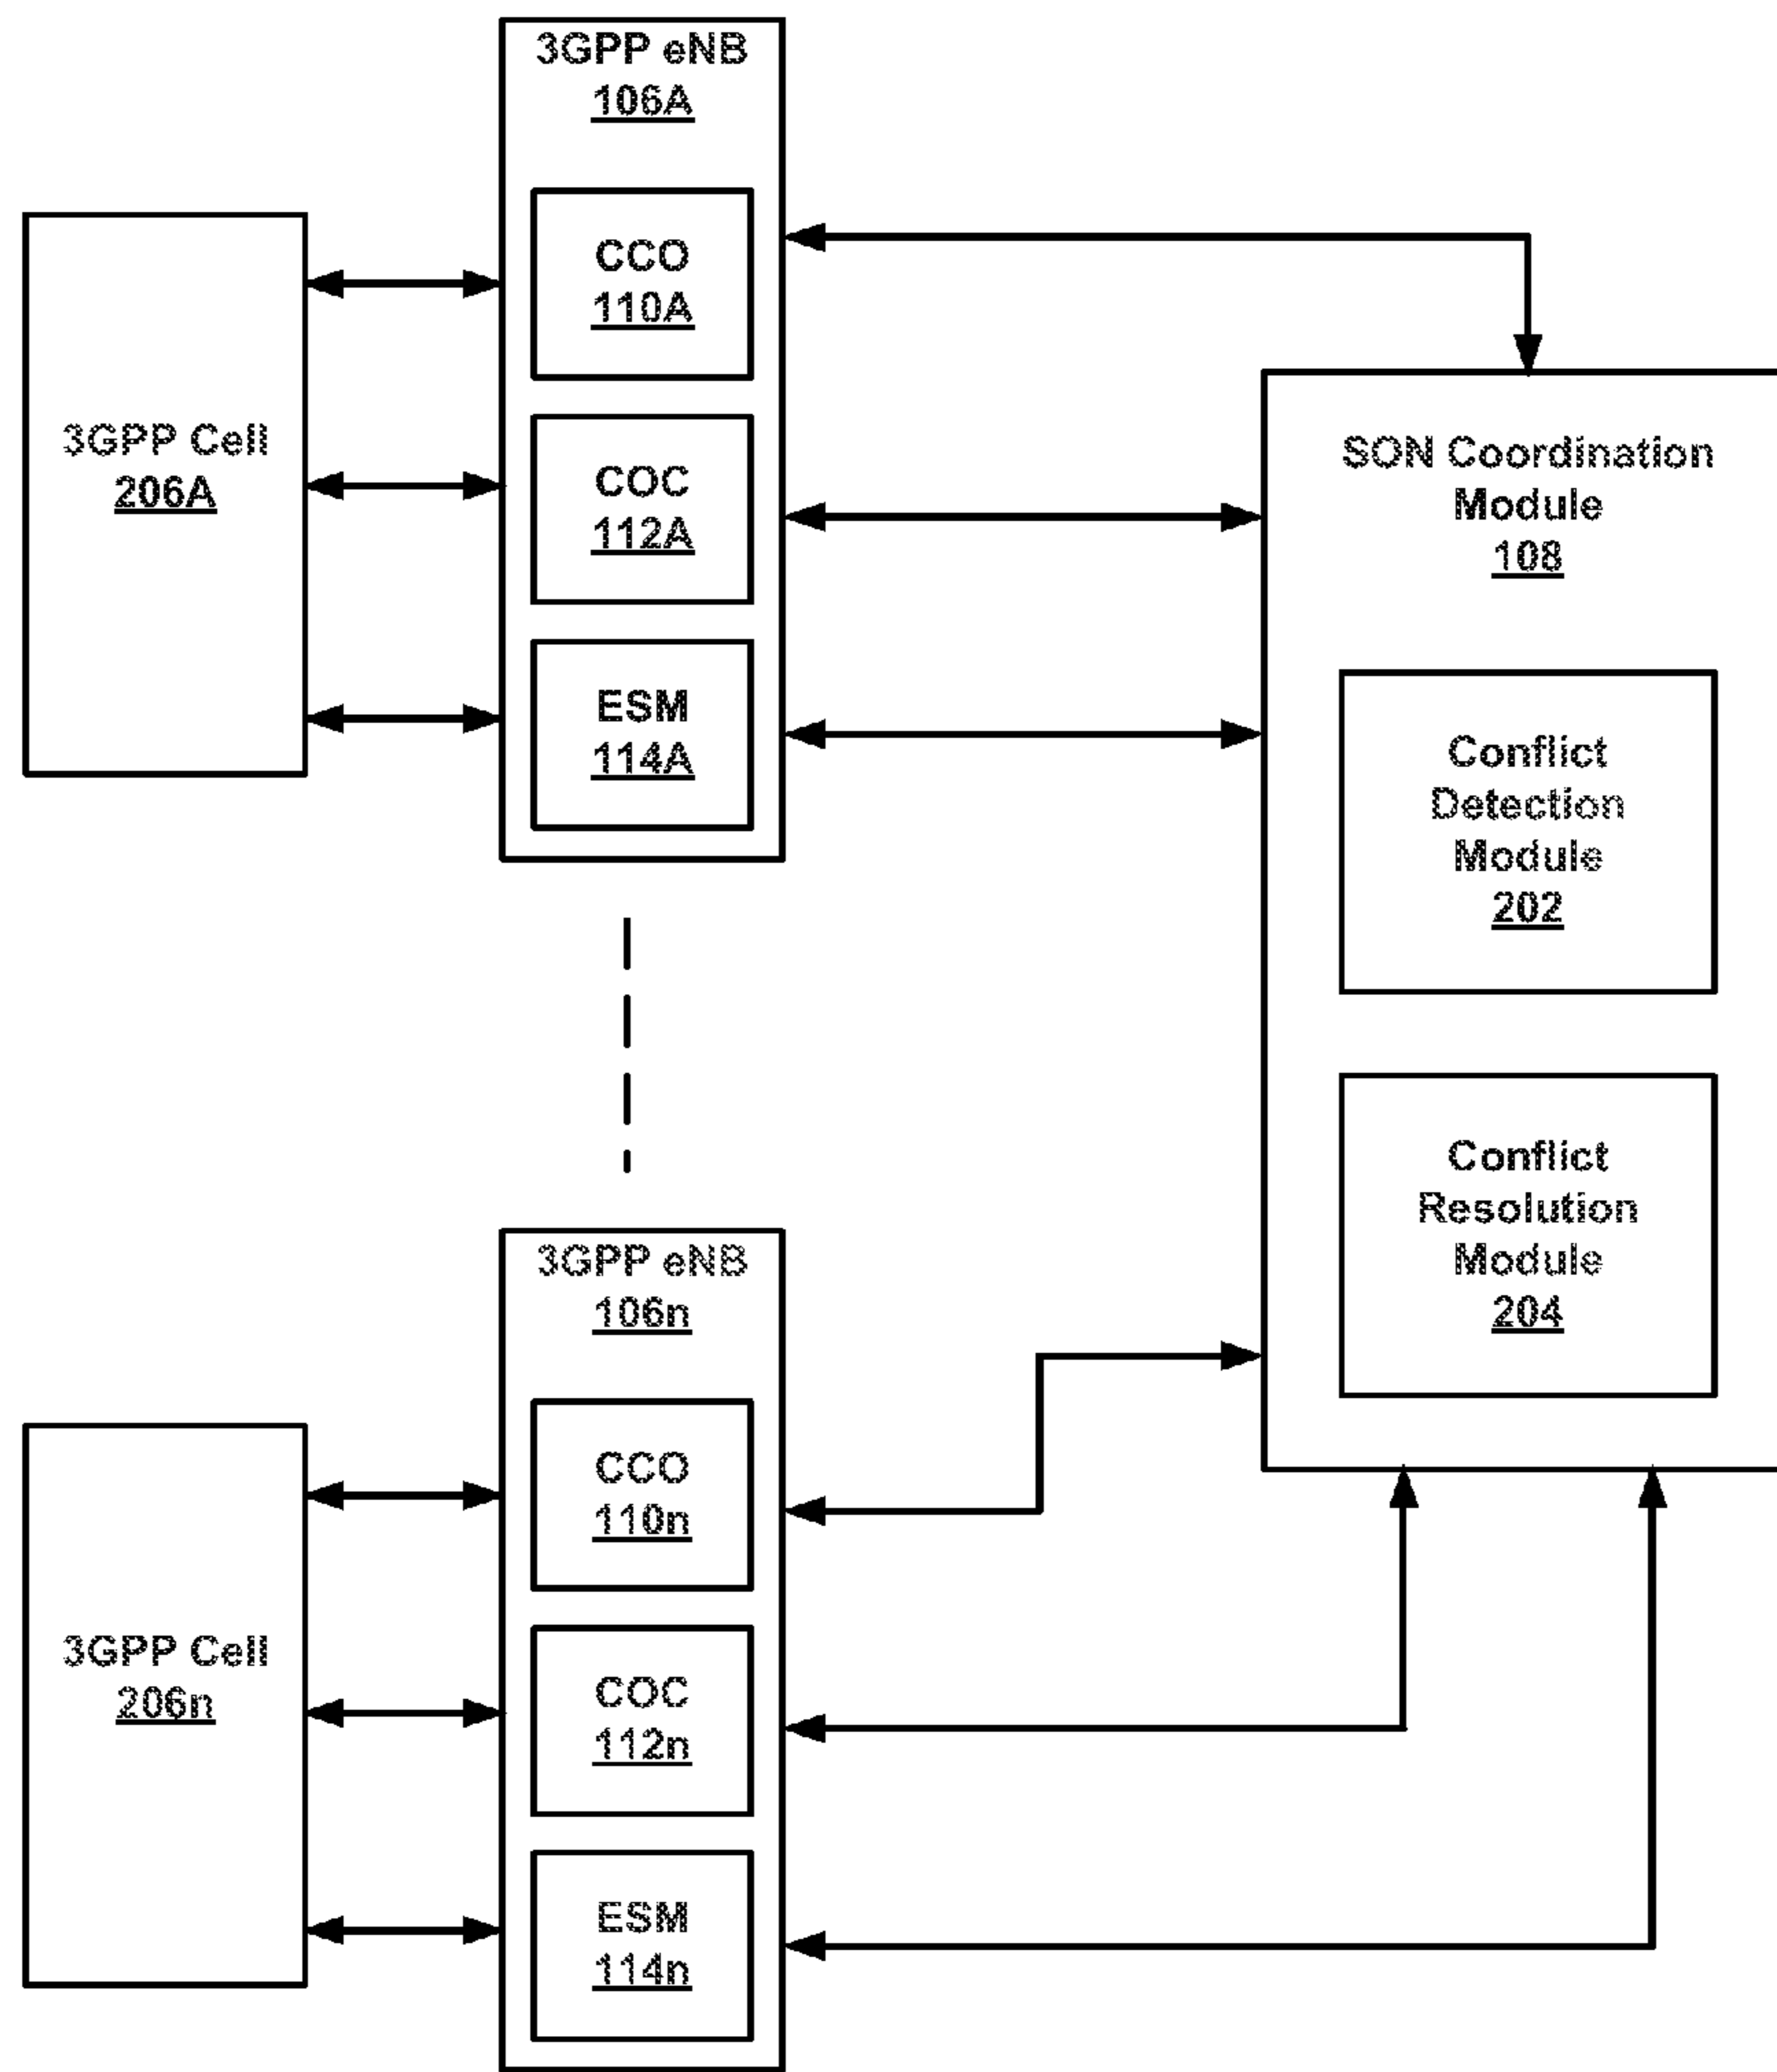 3GPP eNB
106A
CCO
110A
COC
112A
ESM
114A
3GPP Cell
206A
SON Coordination
Module
108
Conflict
Detection
Module
202
Conflict
Resolution
Module
204
3GPP eNB
106n
CCO
110n
COC
112n
ESM
114n
3GPP Cell
206n